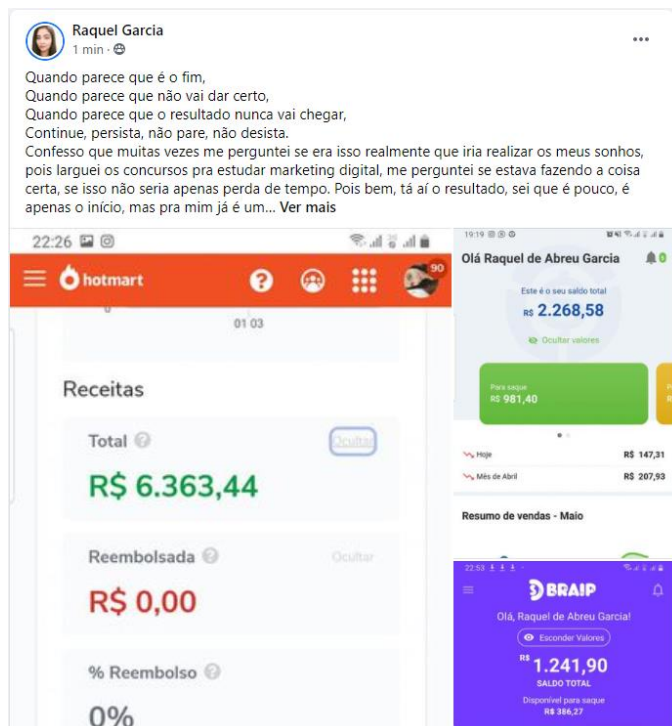 Raquel Garcia
1 min ·
Quando parece que é o fim,
Quando parece que não vai dar certo,
Quando parece que o resultado nunca vai chegar,
Continue, persista, não pare, não desista.
Confesso que muitas vezes me perguntei se era isso realmente que iria realizar os meus sonhos,
pois larguei os concursos pra estudar marketing digital, me perguntei se estava fazendo a coisa
certa, se isso não seria apenas perda de tempo. Pois bem, tá aí o resultado, sei que é pouco, é
apenas o início, mas pra mim já é um... Ver mais
22:26
hotmart
90
0
01 03
Receitas
Total
Ocultar
R$ 6.363,44
Reembolsada
Ocultar
R$ 0,00
% Reembolso
0%
19:19
Olá Raquel de Abreu Garcia
0
Este é o seu saldo total
R$ 2.268,58
Ocultar valores
Para saque
R$ 981,40
Hoje R$ 147,31
Mês de Abril R$ 207,93
Resumo de vendas - Maio
22:53
BRAIP
Olá, Raquel de Abreu Garcia!
Esconder Valores
R$ 1.241,90
SALDO TOTAL
Disponível para saque
R$ 386,27